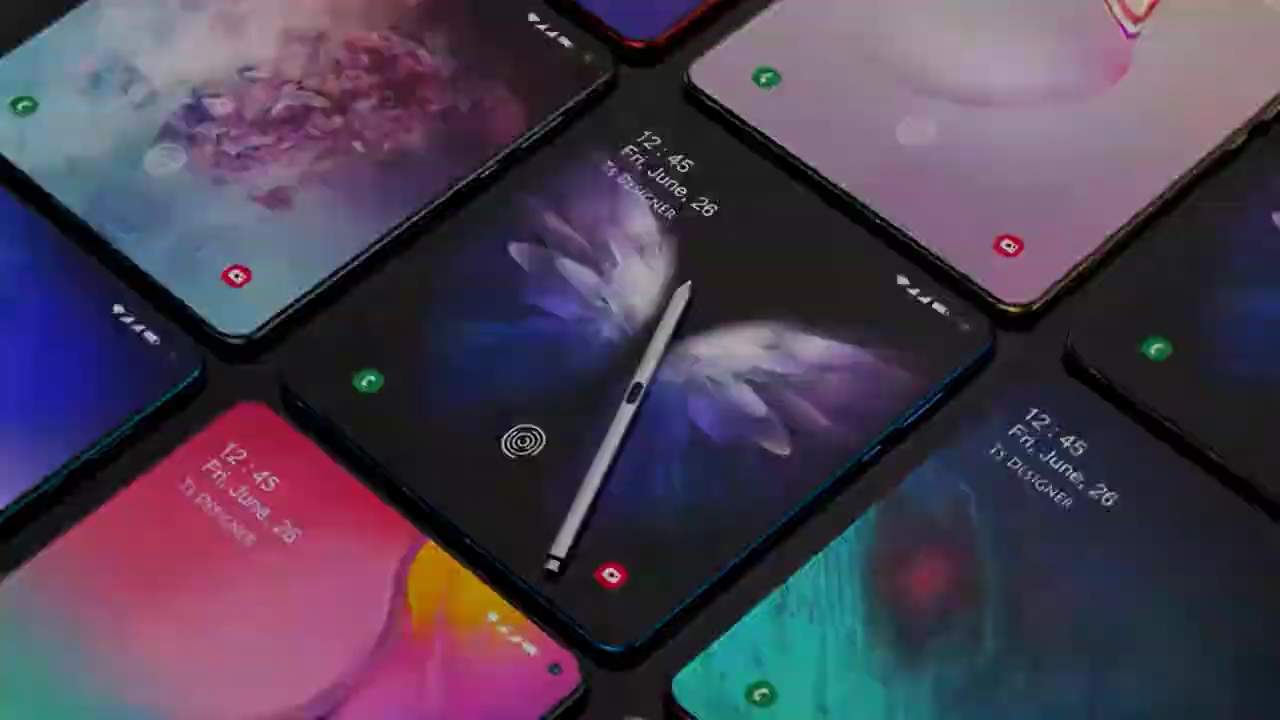 12 : 45
Fri, June, 26
Ts DESIGNER
12 : 45
Fri, June, 26
Ts DESIGNER
12 : 45
Fri, June, 26
Ts DESIGNER